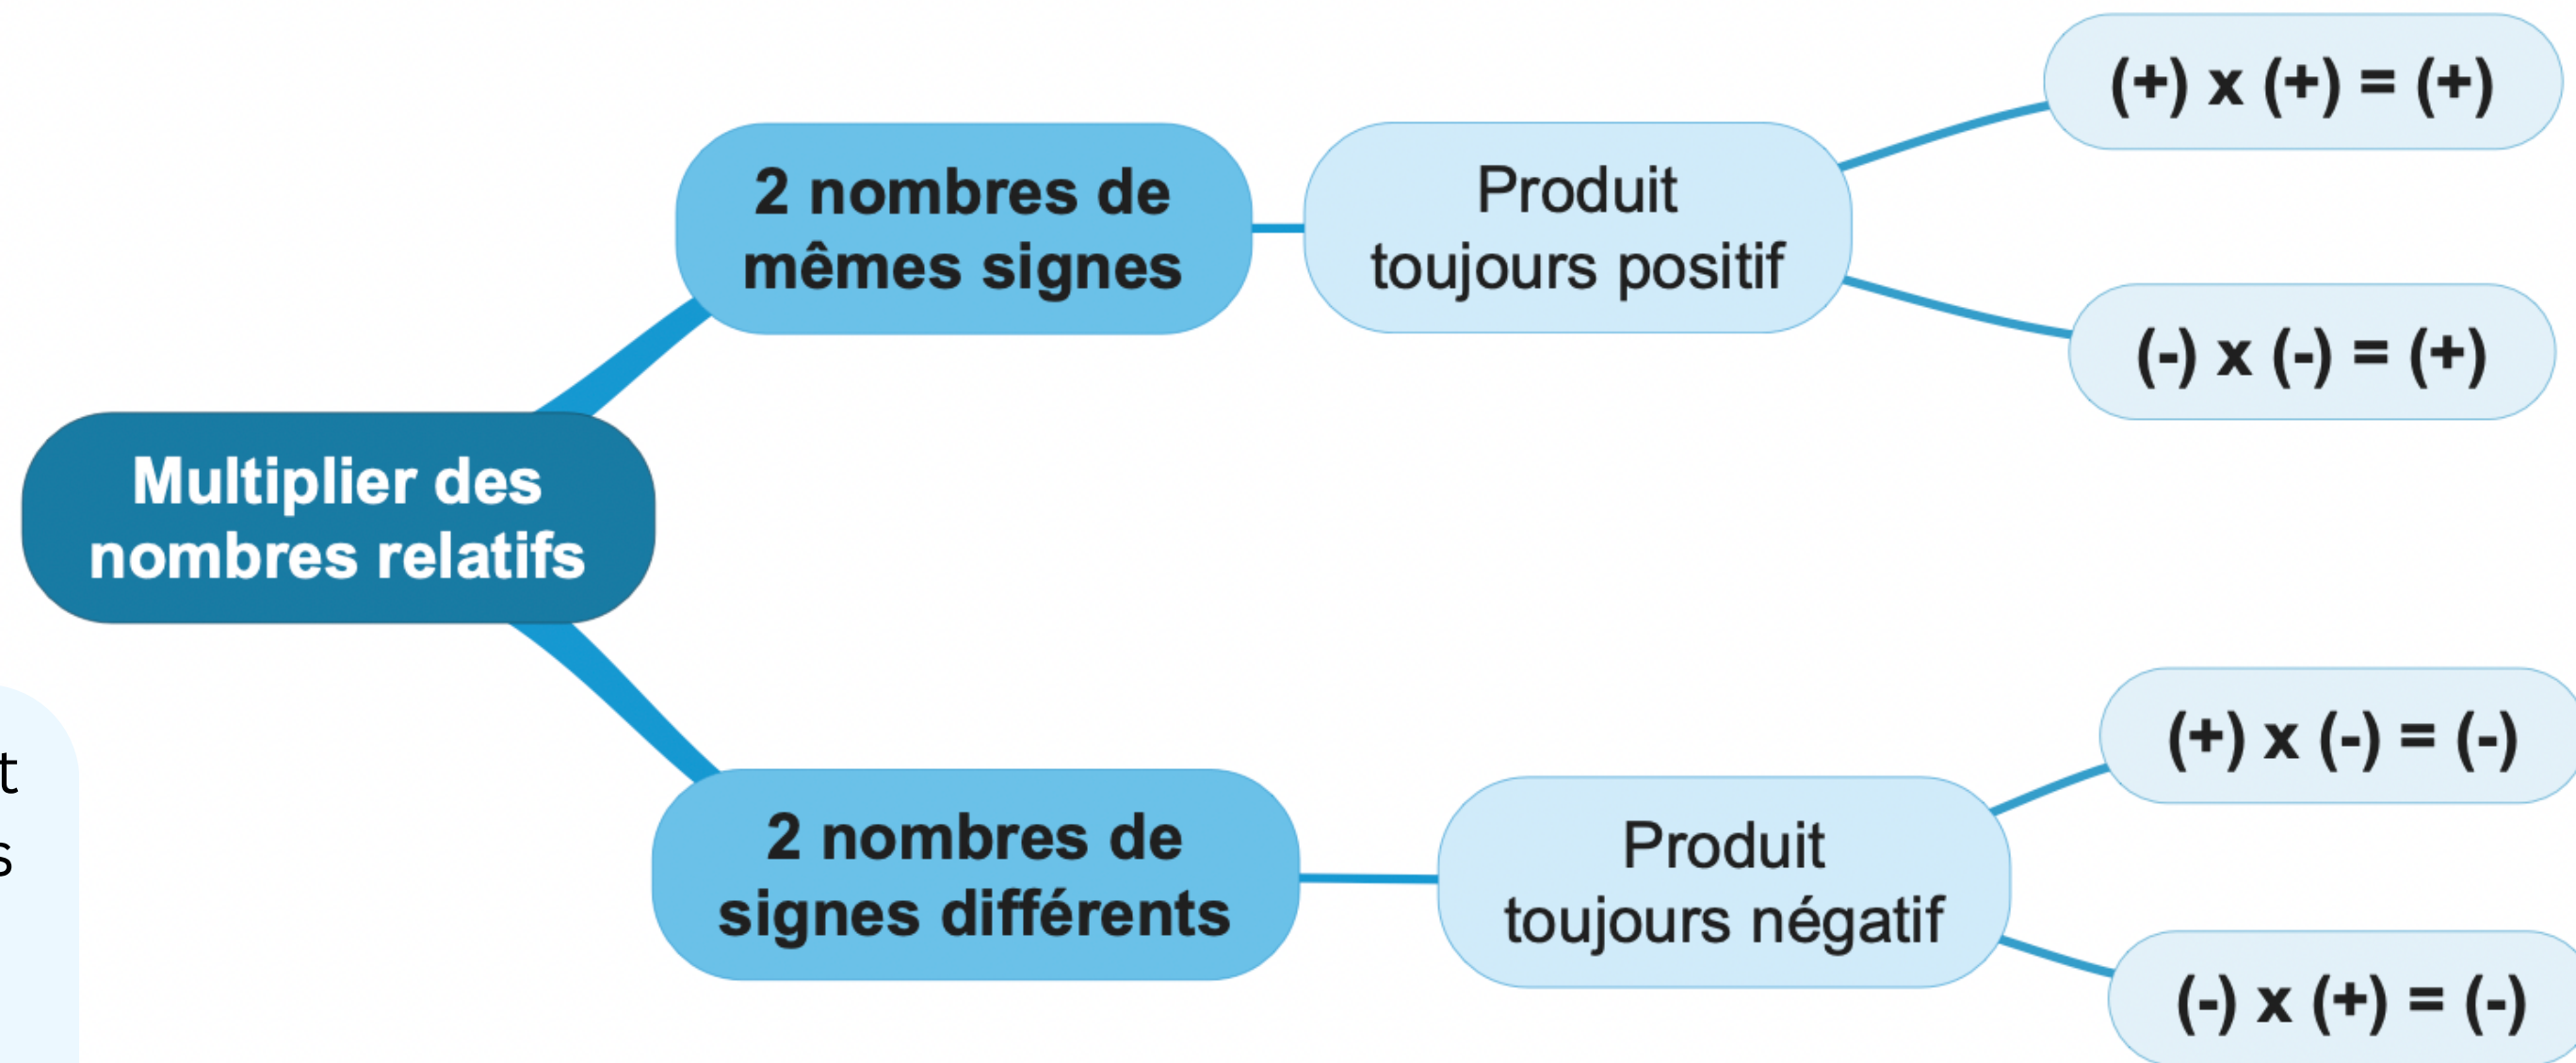 (+) x (+) = (+)
2 nombres de
mêmes signes
Produit
toujours positif
(-) x (-) = (+)
Multiplier des
nombres relatifs
(+) x (-) = (-)
2 nombres de
signes différents
Produit
toujours négatif
(-) x (+) = (-)
t
s